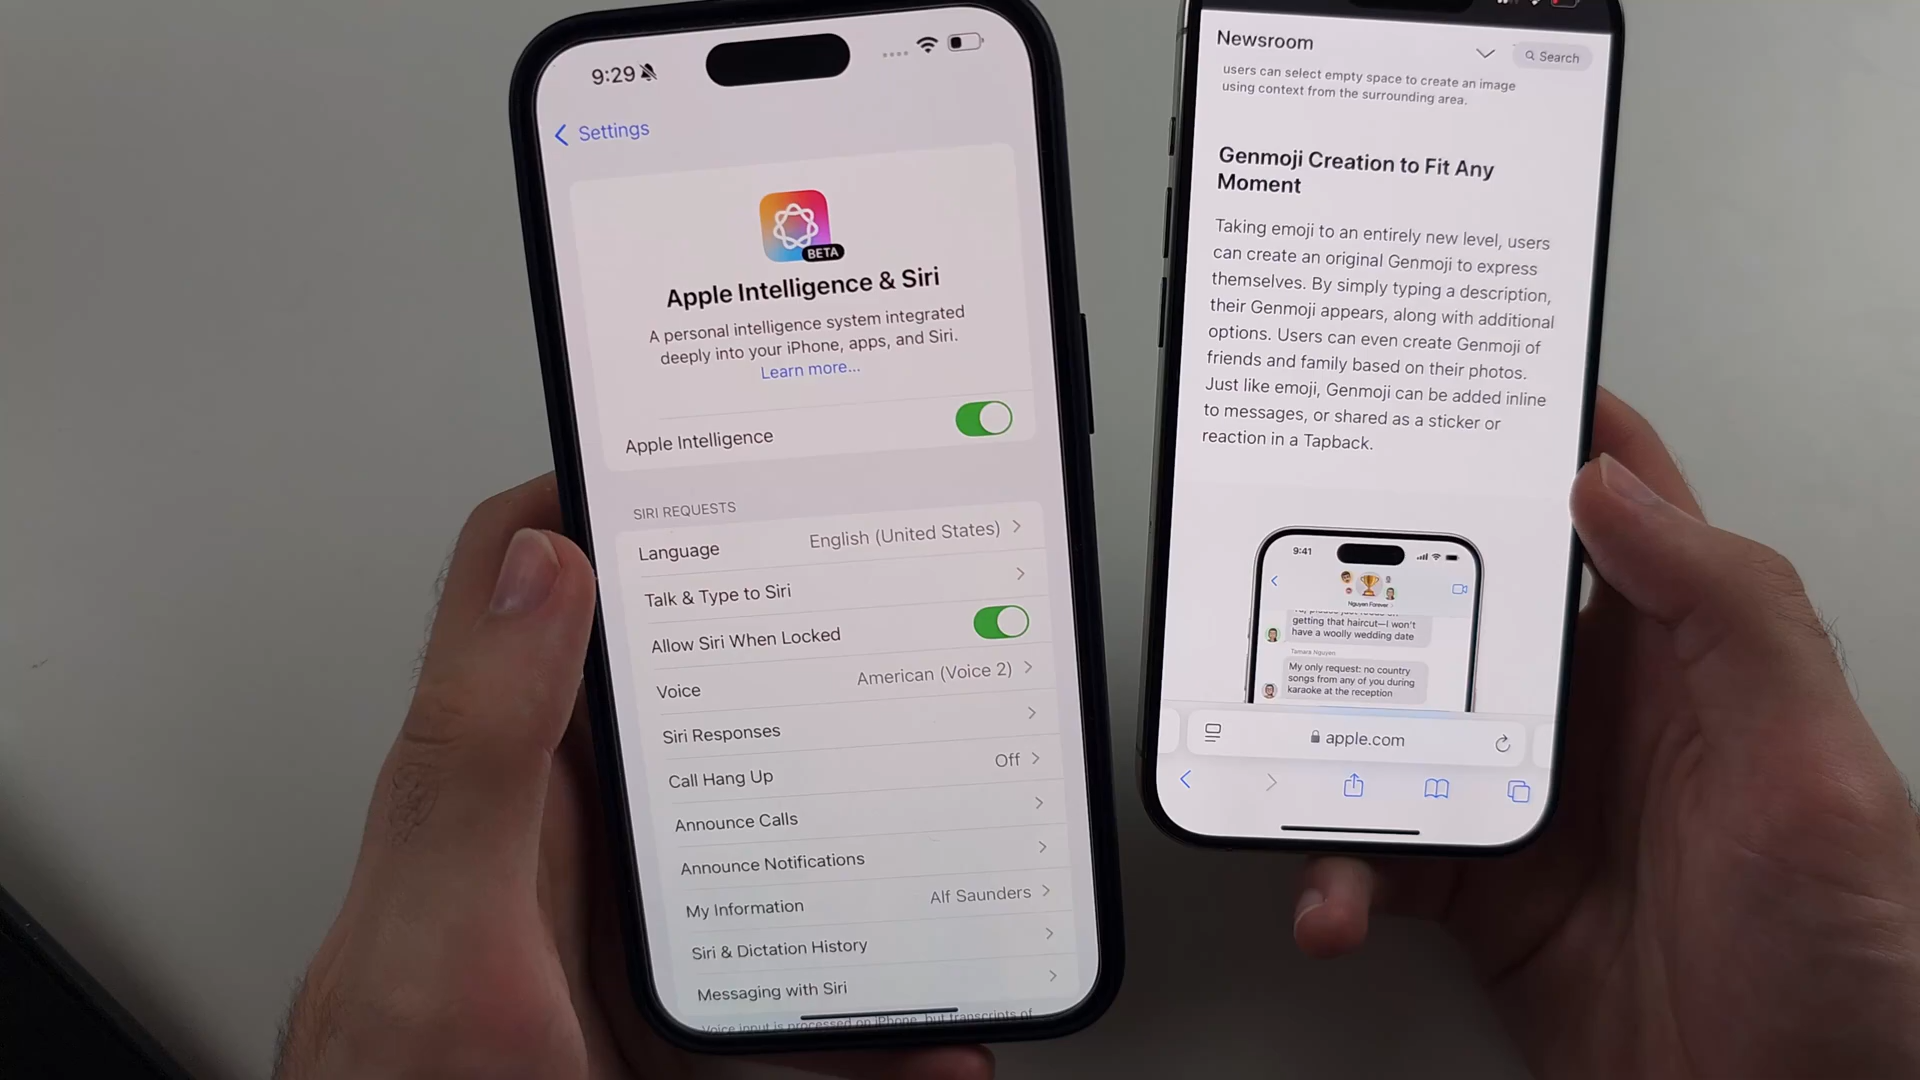 9:29
Settings
BETA
Apple Intelligence & Siri
A personal intelligence system integrated
deeply into your iPhone, apps, and Siri.
Learn more...
Apple Intelligence
SIRI REQUESTS
Language English (United States)
Talk & Type to Siri
Allow Siri When Locked
Voice American (Voice 2)
Siri Responses
Call Hang Up Off
Announce Calls
Announce Notifications
My Information Alf Saunders
Siri & Dictation History
Messaging with Siri
Voice input is processed on iPhone, but transcripts of
Newsroom
Search
users can select empty space to create an image
using context from the surrounding area.
Genmoji Creation to Fit Any
Moment
Taking emoji to an entirely new level, users
can create an original Genmoji to express
themselves. By simply typing a description,
their Genmoji appears, along with additional
options. Users can even create Genmoji of
friends and family based on their photos.
Just like emoji, Genmoji can be added inline
to messages, or shared as a sticker or
reaction in a Tapback.
9:41
Nguyen Forever
getting that haircut—I won't
have a woolly wedding date
Tamara Nguyen
My only request: no country
songs from any of you during
karaoke at the reception
apple.com